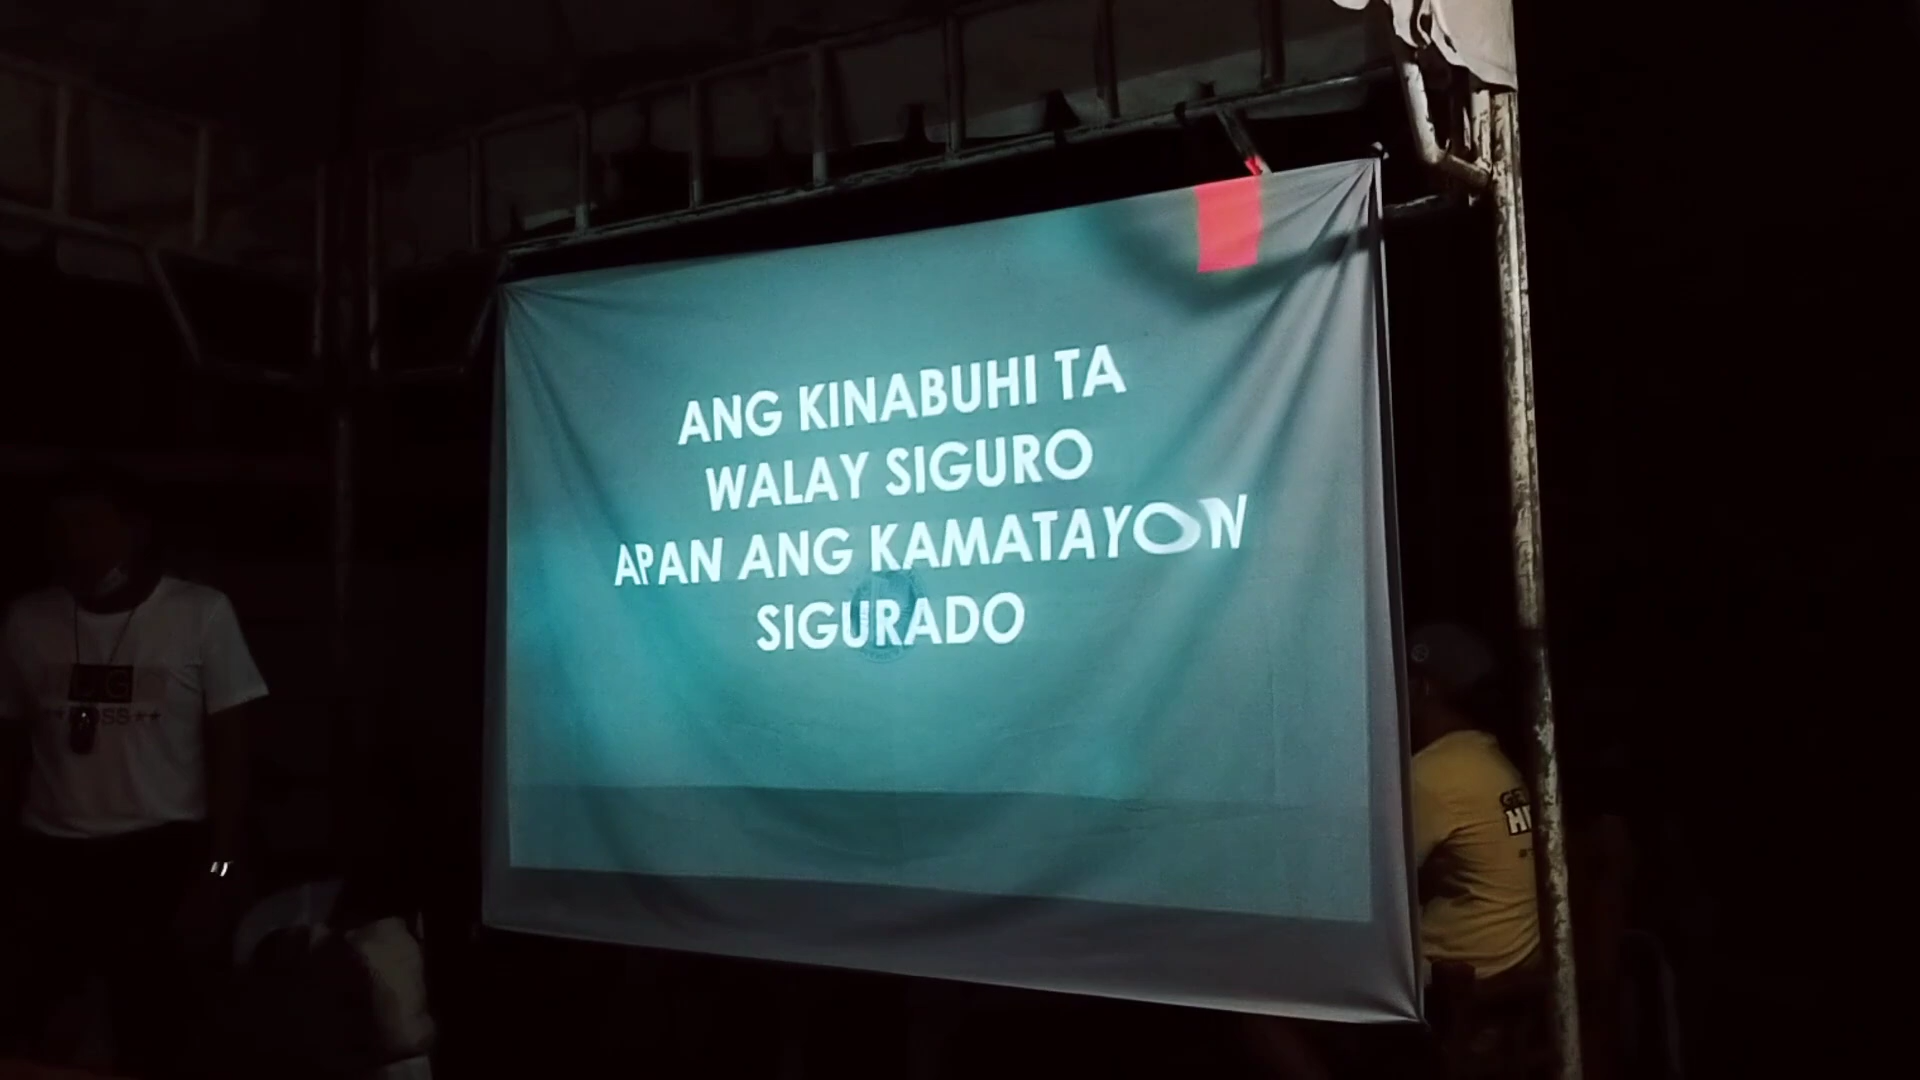 ANG KINABUHI TA
WALAY SIGURO
APAN ANG KAMATAYON
SIGURADO